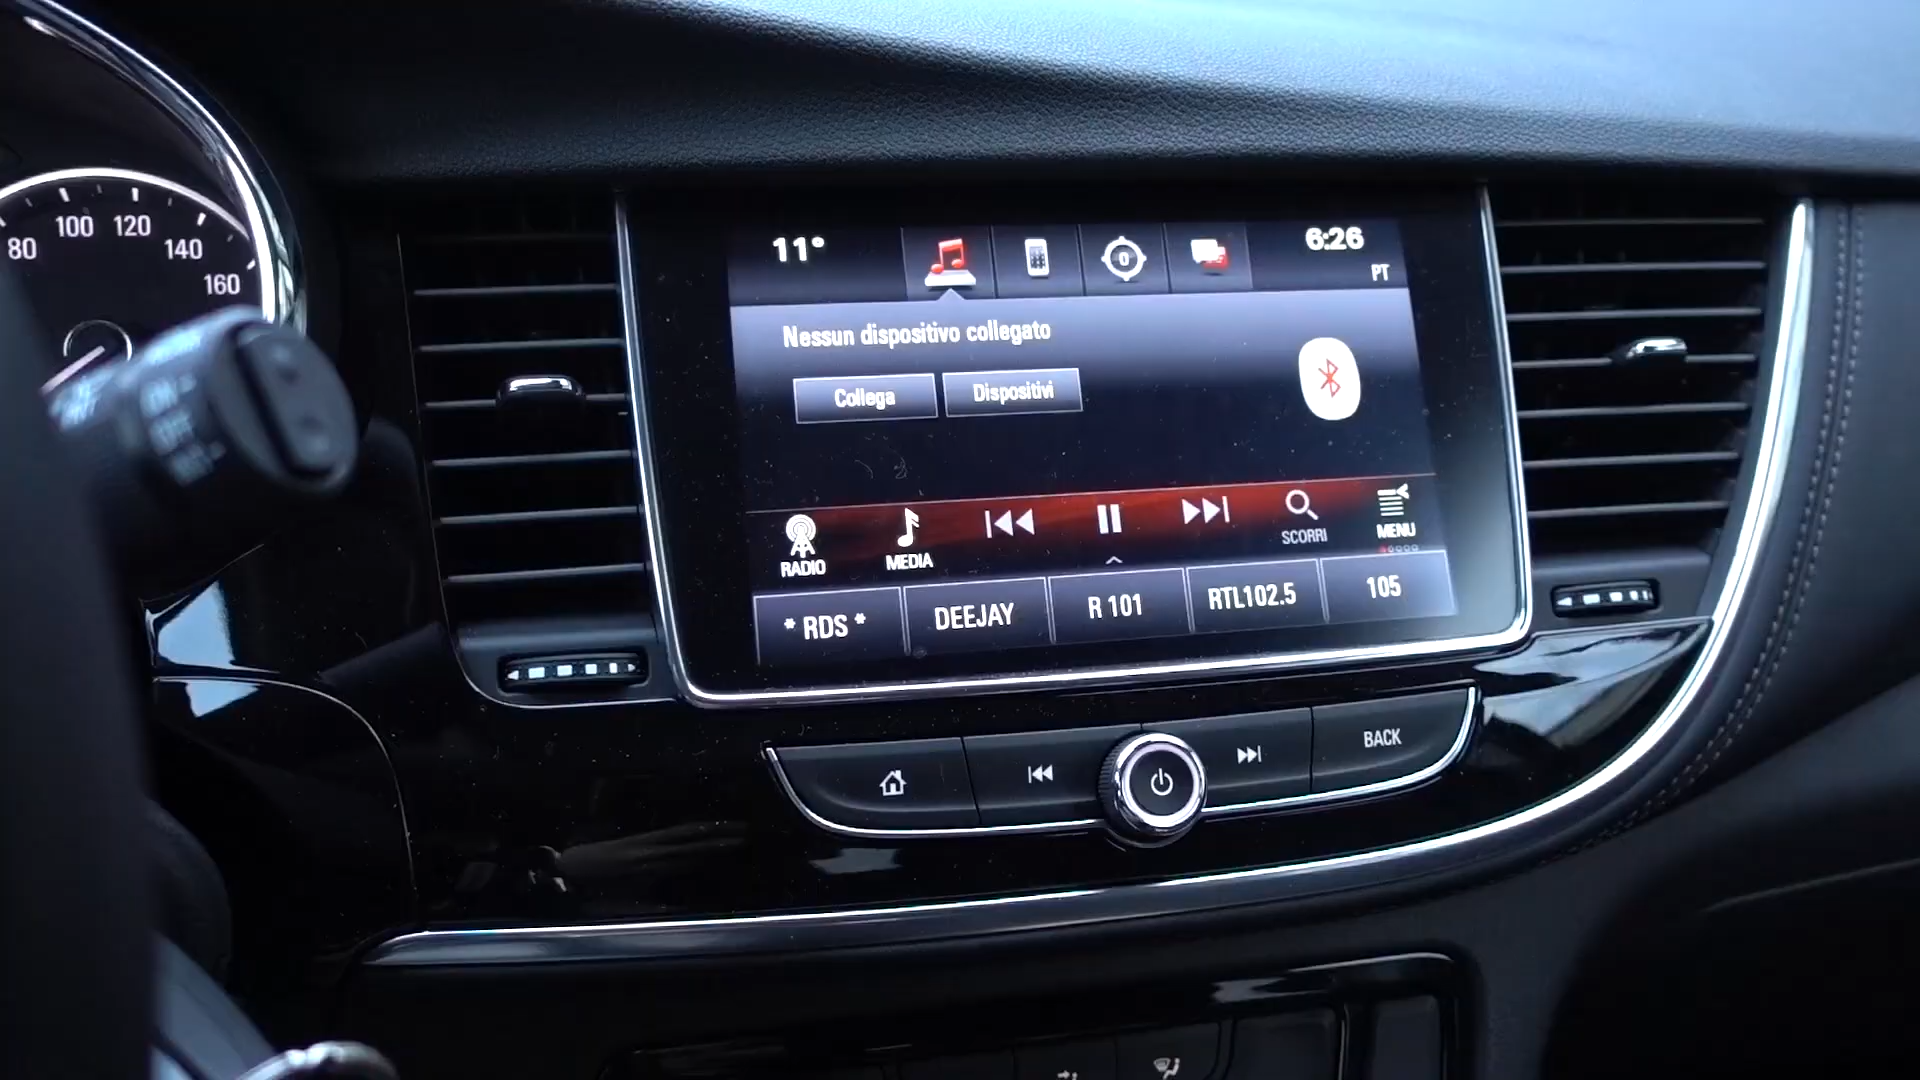 80
100
120
140
160
11°
6:26
PT
Nessun dispositivo collegato
Collega
Dispositivi
RADIO
MEDIA
SCORRI
MENU
* RDS *
DEEJAY
R 101
RTL102.5
105
BACK